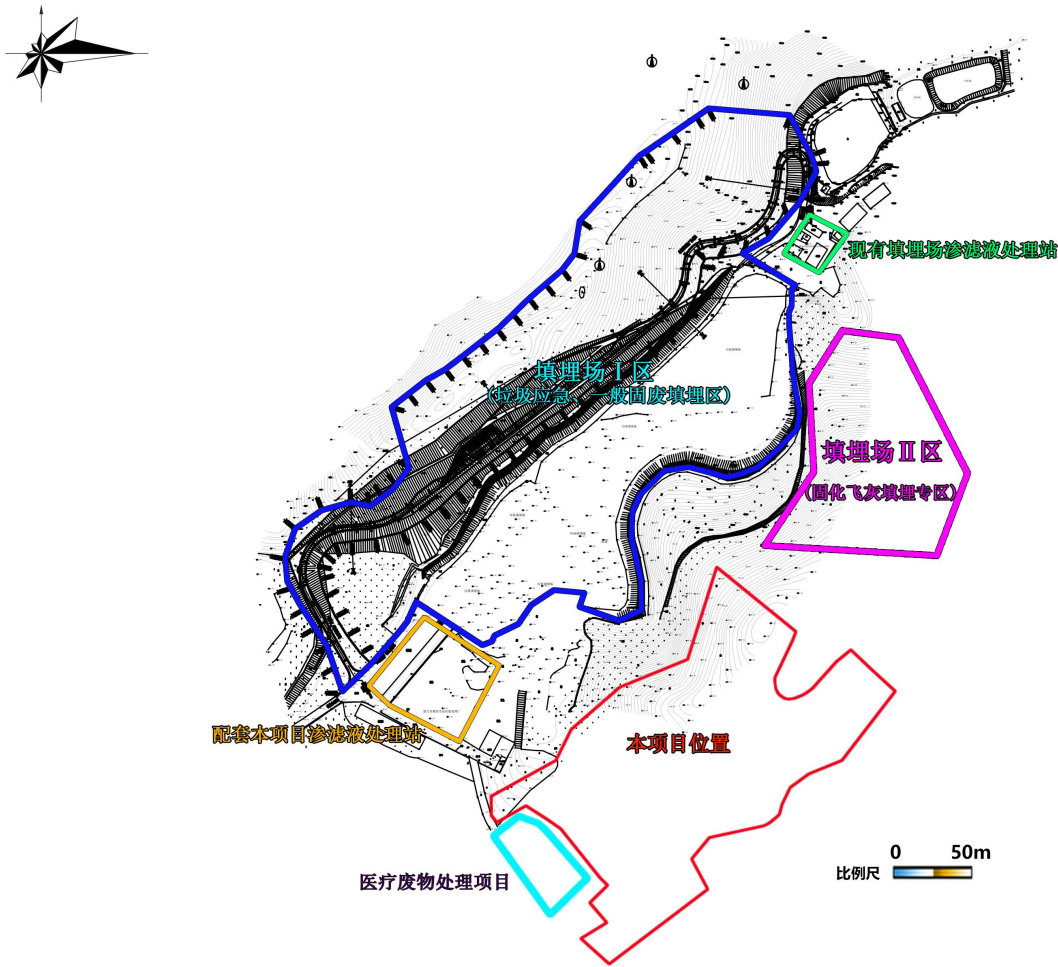 现有填埋场渗滤液处理站
填埋场Ⅰ区
(垃圾应急、一般固废填埋区)
填埋场Ⅱ区
(固化飞灰填埋专区)
配套本项目渗滤液处理站
本项目位置
医疗废物处理项目
0 50m
比例尺